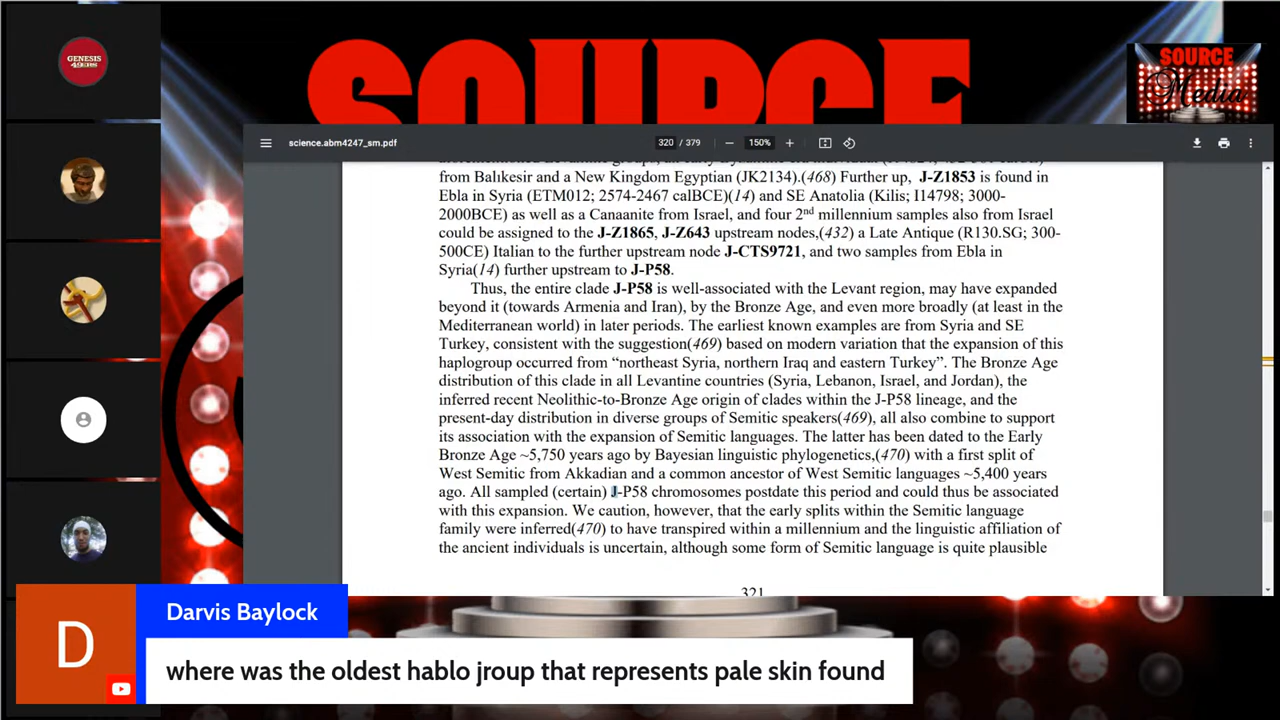 GENESIS
49ERS
SOURCE
SOURCE
Media
science.abm4247_sm.pdf
320 / 379
150%
from Balıkesir and a New Kingdom Egyptian (JK2134).(468) Further up, J-Z1853 is found in
Ebla in Syria (ETM012; 2574-2467 calBCE)(14) and SE Anatolia (Kilis; I14798; 3000-
2000BCE) as well as a Canaanite from Israel, and four 2nd millennium samples also from Israel
could be assigned to the J-Z1865, J-Z643 upstream nodes,(432) a Late Antique (R130.SG; 300-
500CE) Italian to the further upstream node J-CTS9721, and two samples from Ebla in
Syria(14) further upstream to J-P58.
Thus, the entire clade J-P58 is well-associated with the Levant region, may have expanded
beyond it (towards Armenia and Iran), by the Bronze Age, and even more broadly (at least in the
Mediterranean world) in later periods. The earliest known examples are from Syria and SE
Turkey, consistent with the suggestion(469) based on modern variation that the expansion of this
haplogroup occurred from “northeast Syria, northern Iraq and eastern Turkey”. The Bronze Age
distribution of this clade in all Levantine countries (Syria, Lebanon, Israel, and Jordan), the
inferred recent Neolithic-to-Bronze Age origin of clades within the J-P58 lineage, and the
present-day distribution in diverse groups of Semitic speakers(469), all also combine to support
its association with the expansion of Semitic languages. The latter has been dated to the Early
Bronze Age ~5,750 years ago by Bayesian linguistic phylogenetics,(470) with a first split of
West Semitic from Akkadian and a common ancestor of West Semitic languages ~5,400 years
ago. All sampled (certain) J-P58 chromosomes postdate this period and could thus be associated
with this expansion. We caution, however, that the early splits within the Semitic language
family were inferred(470) to have transpired within a millennium and the linguistic affiliation of
the ancient individuals is uncertain, although some form of Semitic language is quite plausible
321
D
Darvis Baylock
where was the oldest hablo jroup that represents pale skin found